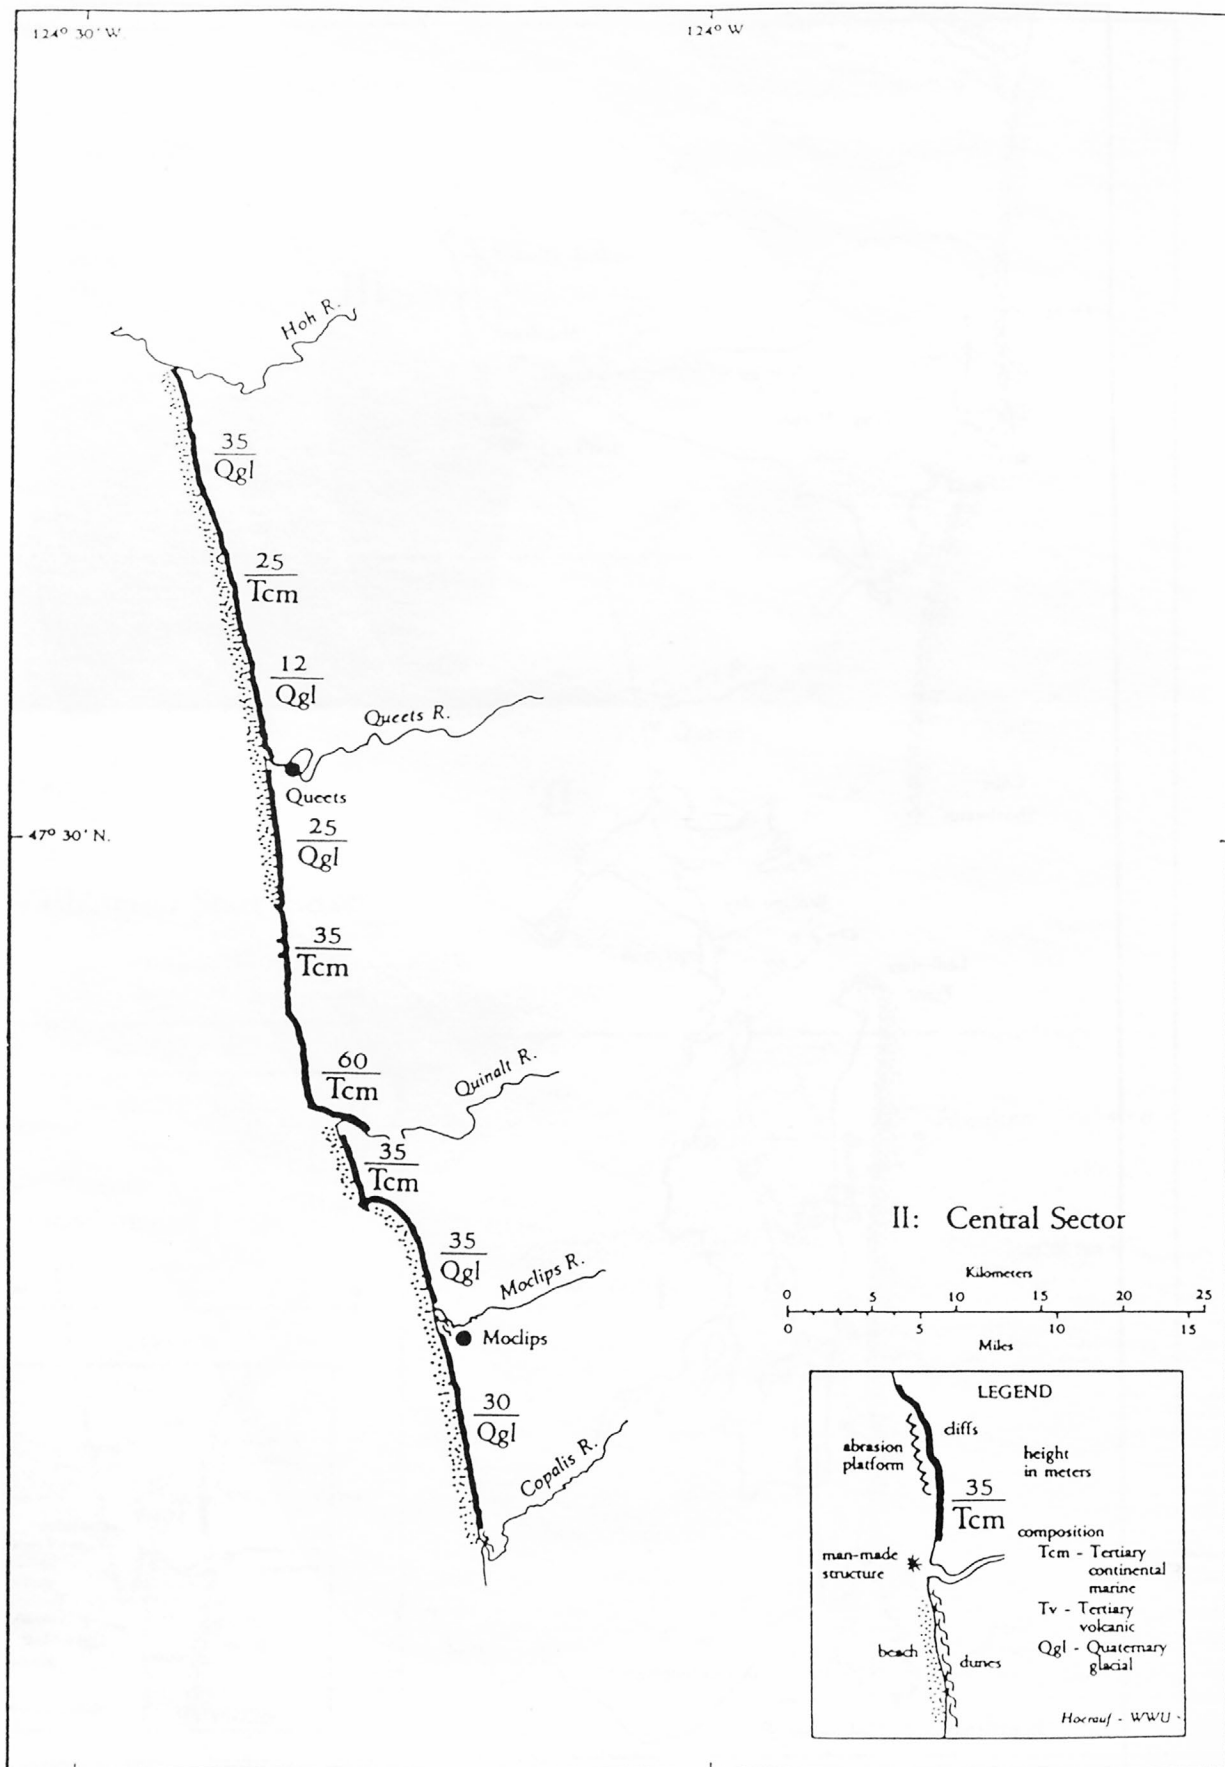 124° 30' W.
124° W
Hoh R.
35
Qgl
25
Tcm
12
Qgl
Queets R.
Queets
47° 30' N.
25
Qgl
35
Tcm
60
Tcm
Quinalt R.
35
Tcm
35
Qgl
Moclips R.
Moclips
30
Qgl
Copalis R.
II: Central Sector
Kilometers
0 5 10 15 20 25
0 5 10 15
Miles
LEGEND
cliffs
abrasion
platform
height
in meters
35
Tcm
composition
man-made
structure
Tcm - Tertiary
continental
marine
Tv - Tertiary
volcanic
beach
dunes
Qgl - Quaternary
glacial
Hoerauf - WWU -